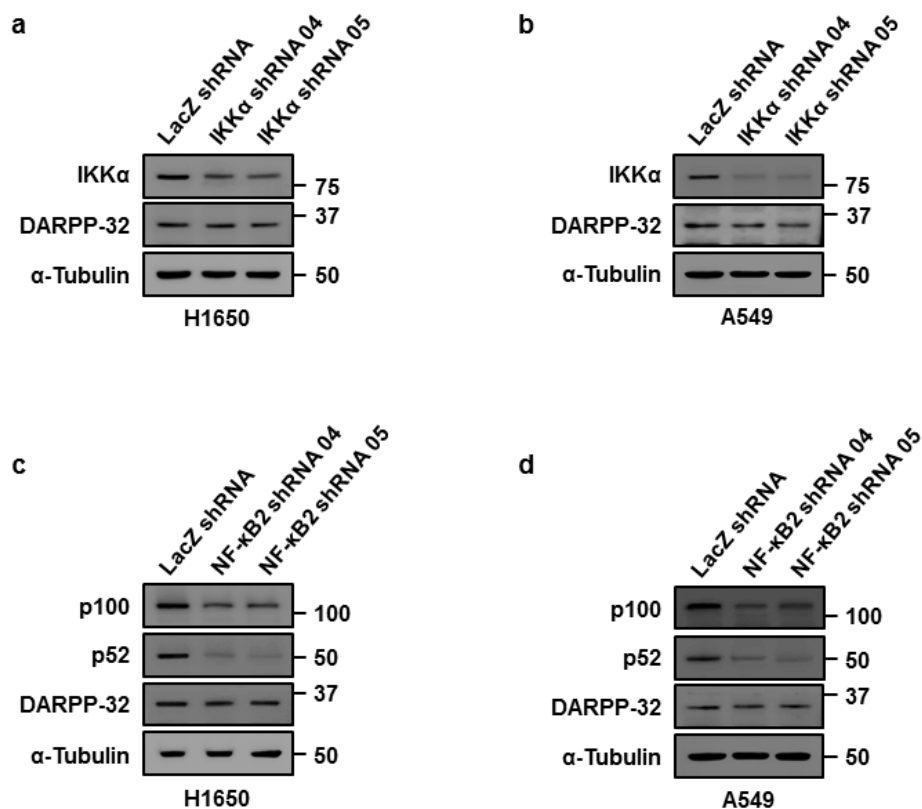 a
LacZ shRNA
IKKα shRNA 04
IKKα shRNA 05
IKKα
75
DARPP-32
37
α-Tubulin
50
H1650
b
LacZ shRNA
IKKα shRNA 04
IKKα shRNA 05
IKKα
75
DARPP-32
37
α-Tubulin
50
A549
c
LacZ shRNA
NF-κB2 shRNA 04
NF-κB2 shRNA 05
p100
100
p52
50
DARPP-32
37
α-Tubulin
50
H1650
d
LacZ shRNA
NF-κB2 shRNA 04
NF-κB2 shRNA 05
p100
100
p52
50
DARPP-32
37
α-Tubulin
50
A549